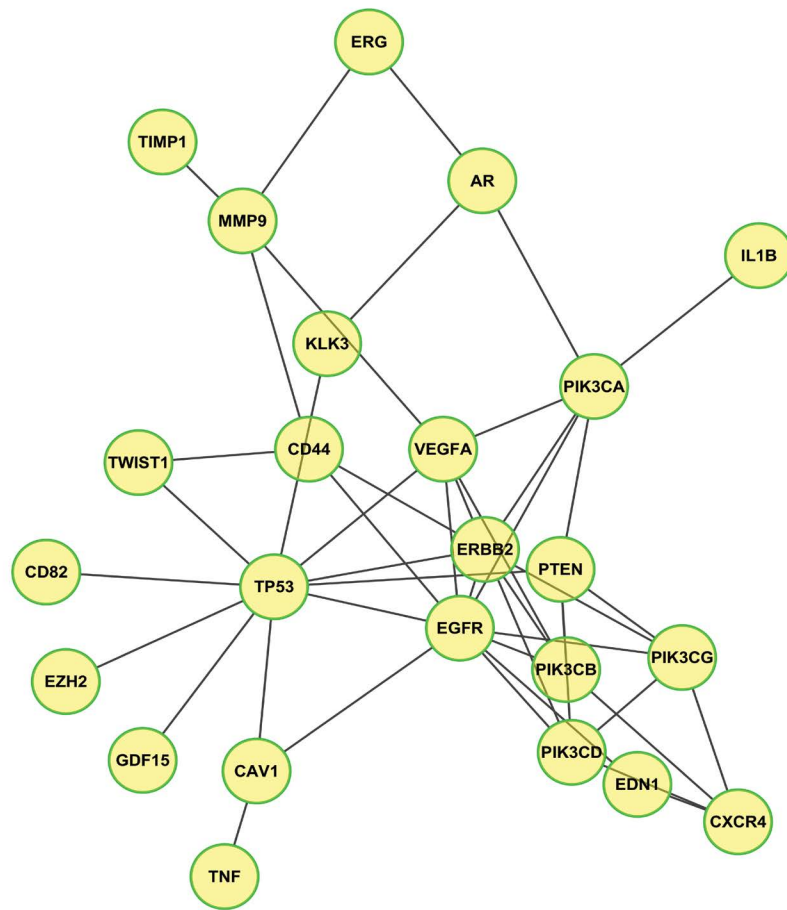 ERG
TIMP1
AR
MMP9
IL1B
KLK3
PIK3CA
TWIST1
CD44
VEGFA
ERBB2
CD82
TP53
PTEN
EGFR
PIK3CB
PIK3CG
EZH2
GDF15
CAV1
PIK3CD
EDN1
CXCR4
TNF